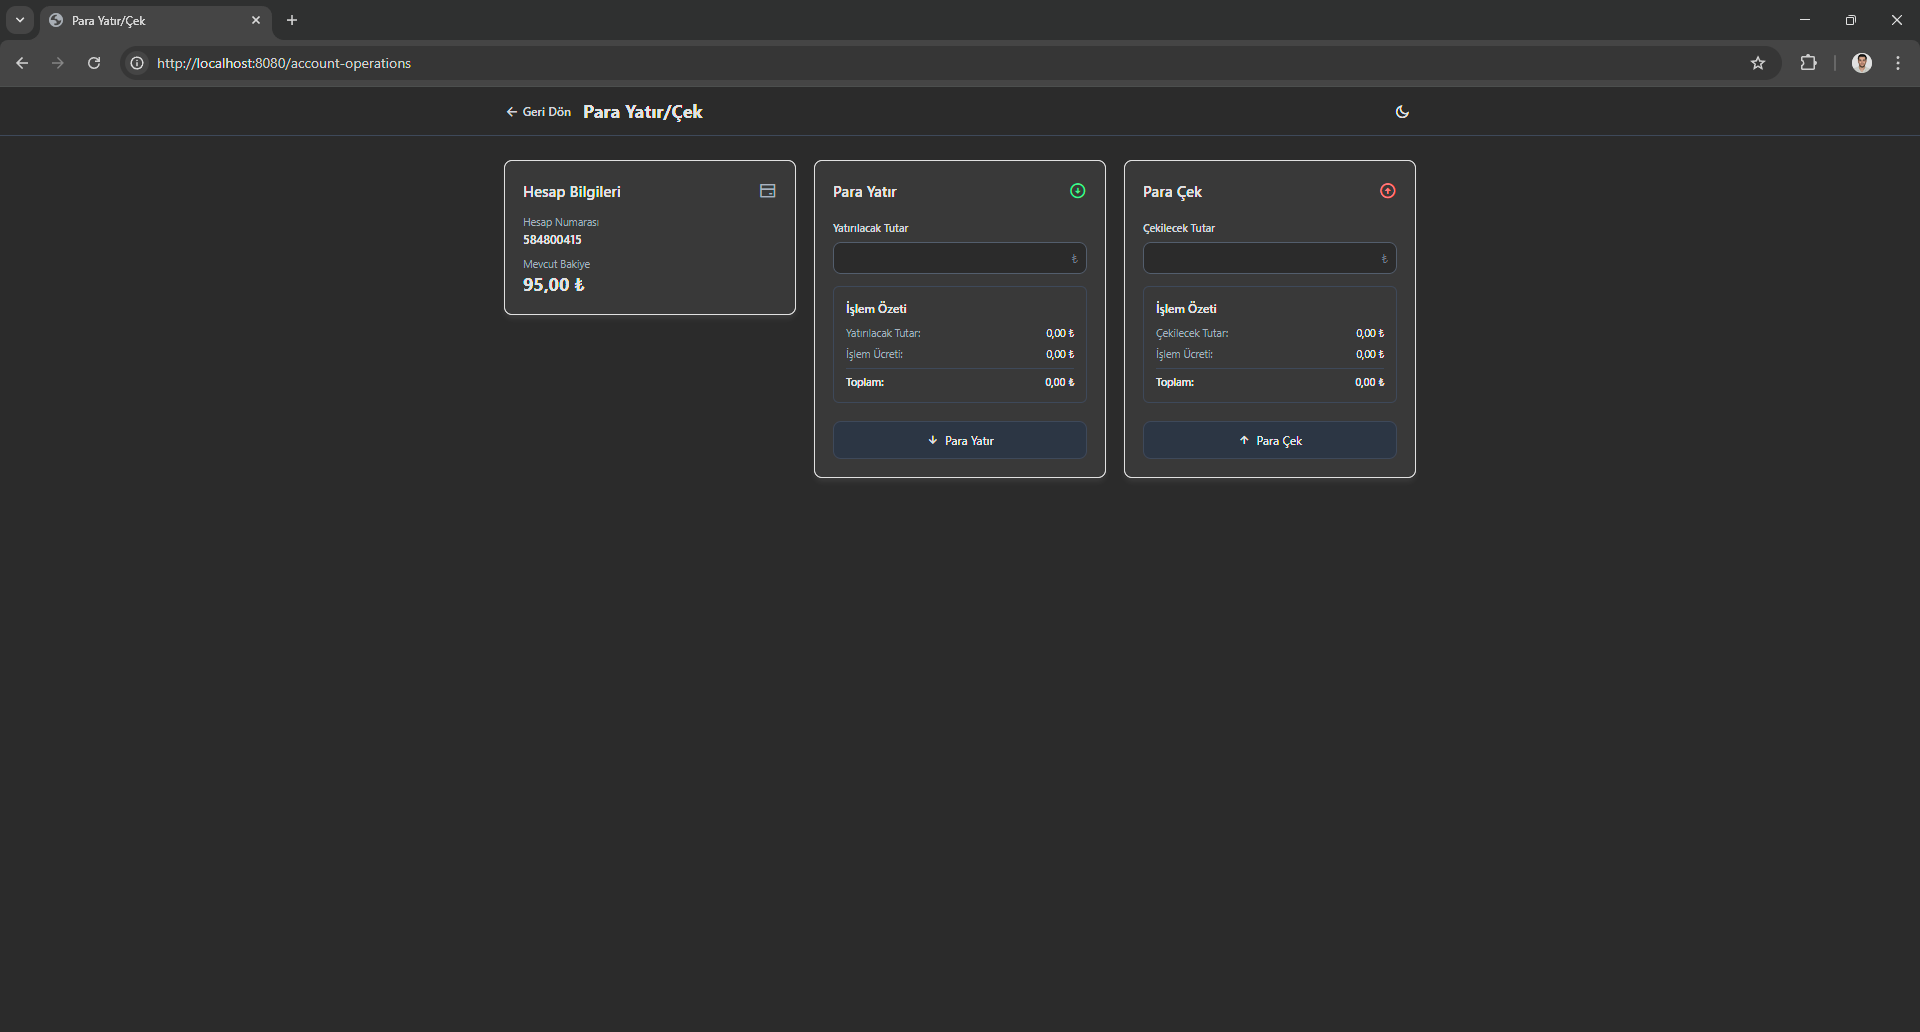 Para Yatır/Çek
http://localhost:8080/account-operations
Geri Dön
Para Yatır/Çek
Hesap Bilgileri
Hesap Numarası
584800415
Mevcut Bakiye
95,00 ₺
Para Yatır
Yatırılacak Tutar
₺
İşlem Özeti
Yatırılacak Tutar: 0,00 ₺
İşlem Ücreti: 0,00 ₺
Toplam: 0,00 ₺
Para Yatır
Para Çek
Çekilecek Tutar
₺
İşlem Özeti
Çekilecek Tutar: 0,00 ₺
İşlem Ücreti: 0,00 ₺
Toplam: 0,00 ₺
Para Çek